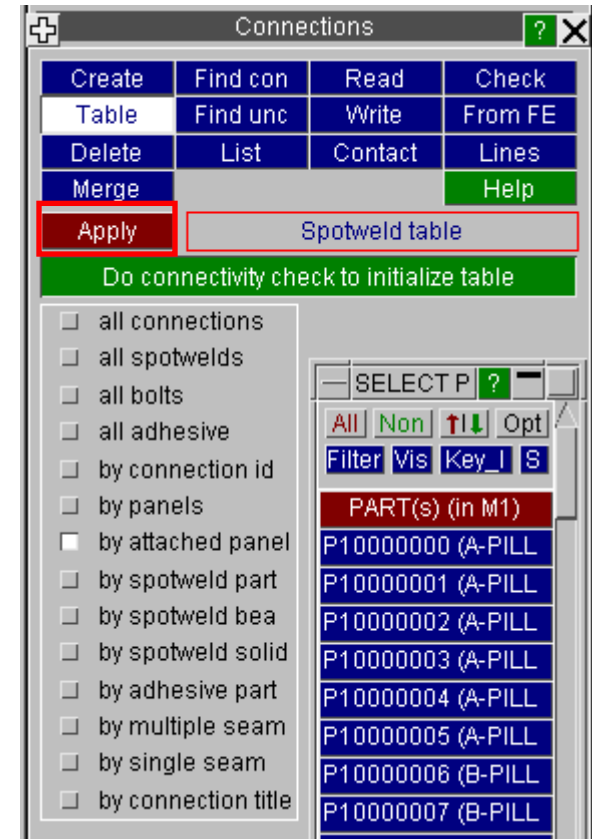 Connections ? X
Create Find con Read Check
Table Find unc Write From FE
Delete List Contact Lines
Merge Help
Apply Spotweld table
Do connectivity check to initialize table
all connections
all spotwelds
all bolts
all adhesive
by connection id
by panels
by attached panel
by spotweld part
by spotweld bea
by spotweld solid
by adhesive part
by multiple seam
by single seam
by connection title
SELECT P ?
All Non Opt
Filter Vis Key_I S
PART(s) (in M1)
P10000000 (A-PILL
P10000001 (A-PILL
P10000002 (A-PILL
P10000003 (A-PILL
P10000004 (A-PILL
P10000005 (A-PILL
P10000006 (B-PILL
P10000007 (B-PILL